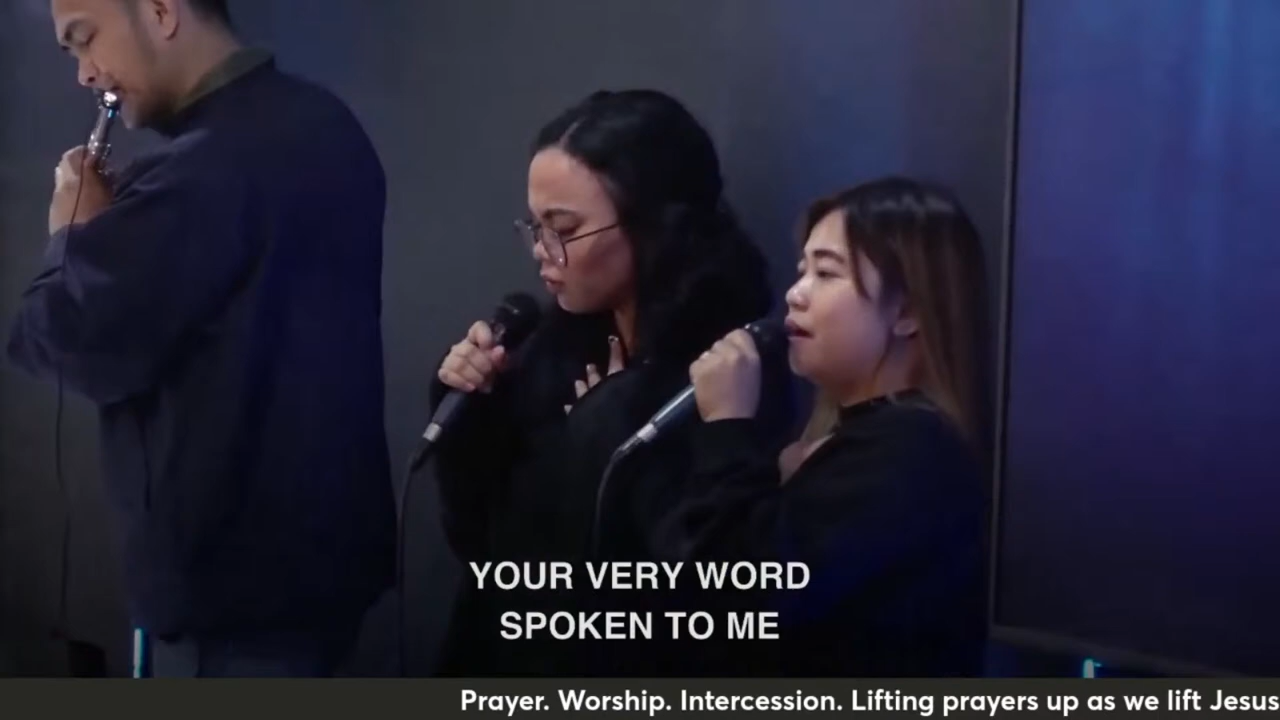 YOUR VERY WORD
SPOKEN TO ME
Prayer. Worship. Intercession. Lifting prayers up as we lift Jesus